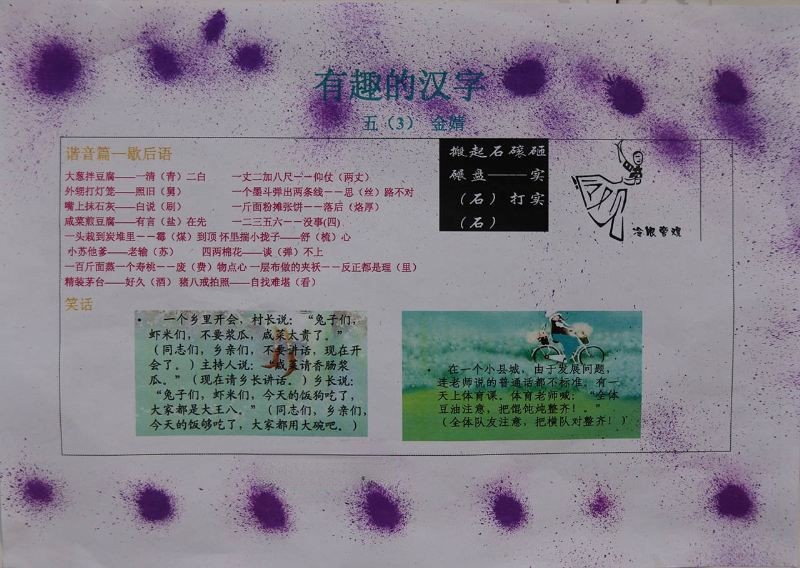 有趣的汉字
五（3） 金婧
谐音篇—歇后语
大葱拌豆腐——一清（青）二白 一丈二加八尺－－仰仗（两丈）
外甥打灯笼——照旧（舅） 一个墨斗弹出两条线－－思（丝）路不对
嘴上抹石灰——白说（刷） 一斤面粉摊张饼－－落后（烙厚）
咸菜煎豆腐——有言（盐）在先 一二三五六－－没事(四)
一头栽到炭堆里－－霉（煤）到顶 怀里揣小拢子——舒（梳）心
小苏他爹——老输（苏） 四两棉花——谈（弹）不上
一百斤面蒸一个寿桃－－废（费）物点心 一层布做的夹袄－－反正都是理（里）
精装茅台——好久（酒） 猪八戒拍照——自找难堪（看）
搬起石磙砸
碾盘——实
（石）打实
（石）
笑话
一个乡里开会，村长说：“兔子们，
虾米们，不要浆瓜，咸菜太贵了。”
（同志们，乡亲们，不要讲话，现在开
会了。）主持人说：“咸菜请香肠浆
瓜。”（现在请乡长讲话。）乡长说：
“兔子们，虾米们，今天的饭狗吃了，
大家都是大王八。”（同志们，乡亲们，
今天的饭够吃了，大家都用大碗吧。）
在一个小县城，由于发展问题，
连老师说的普通话都不标准，有一
天上体育课。体育老师喊：“全体
豆油注意，把馄饨炖整齐！。”
（全体队友注意，把横队对整齐！）